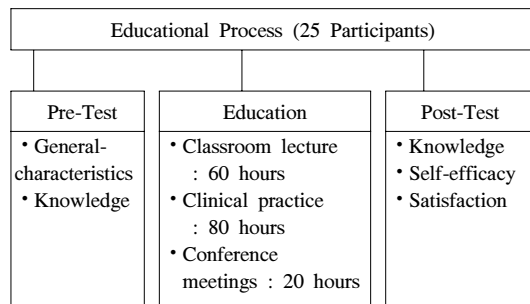 Educational Process (25 Participants)
Pre-Test
• General-
characteristics
• Knowledge
Education
• Classroom lecture
: 60 hours
• Clinical practice
: 80 hours
• Conference
meetings : 20 hours
Post-Test
• Knowledge
• Self-efficacy
• Satisfaction